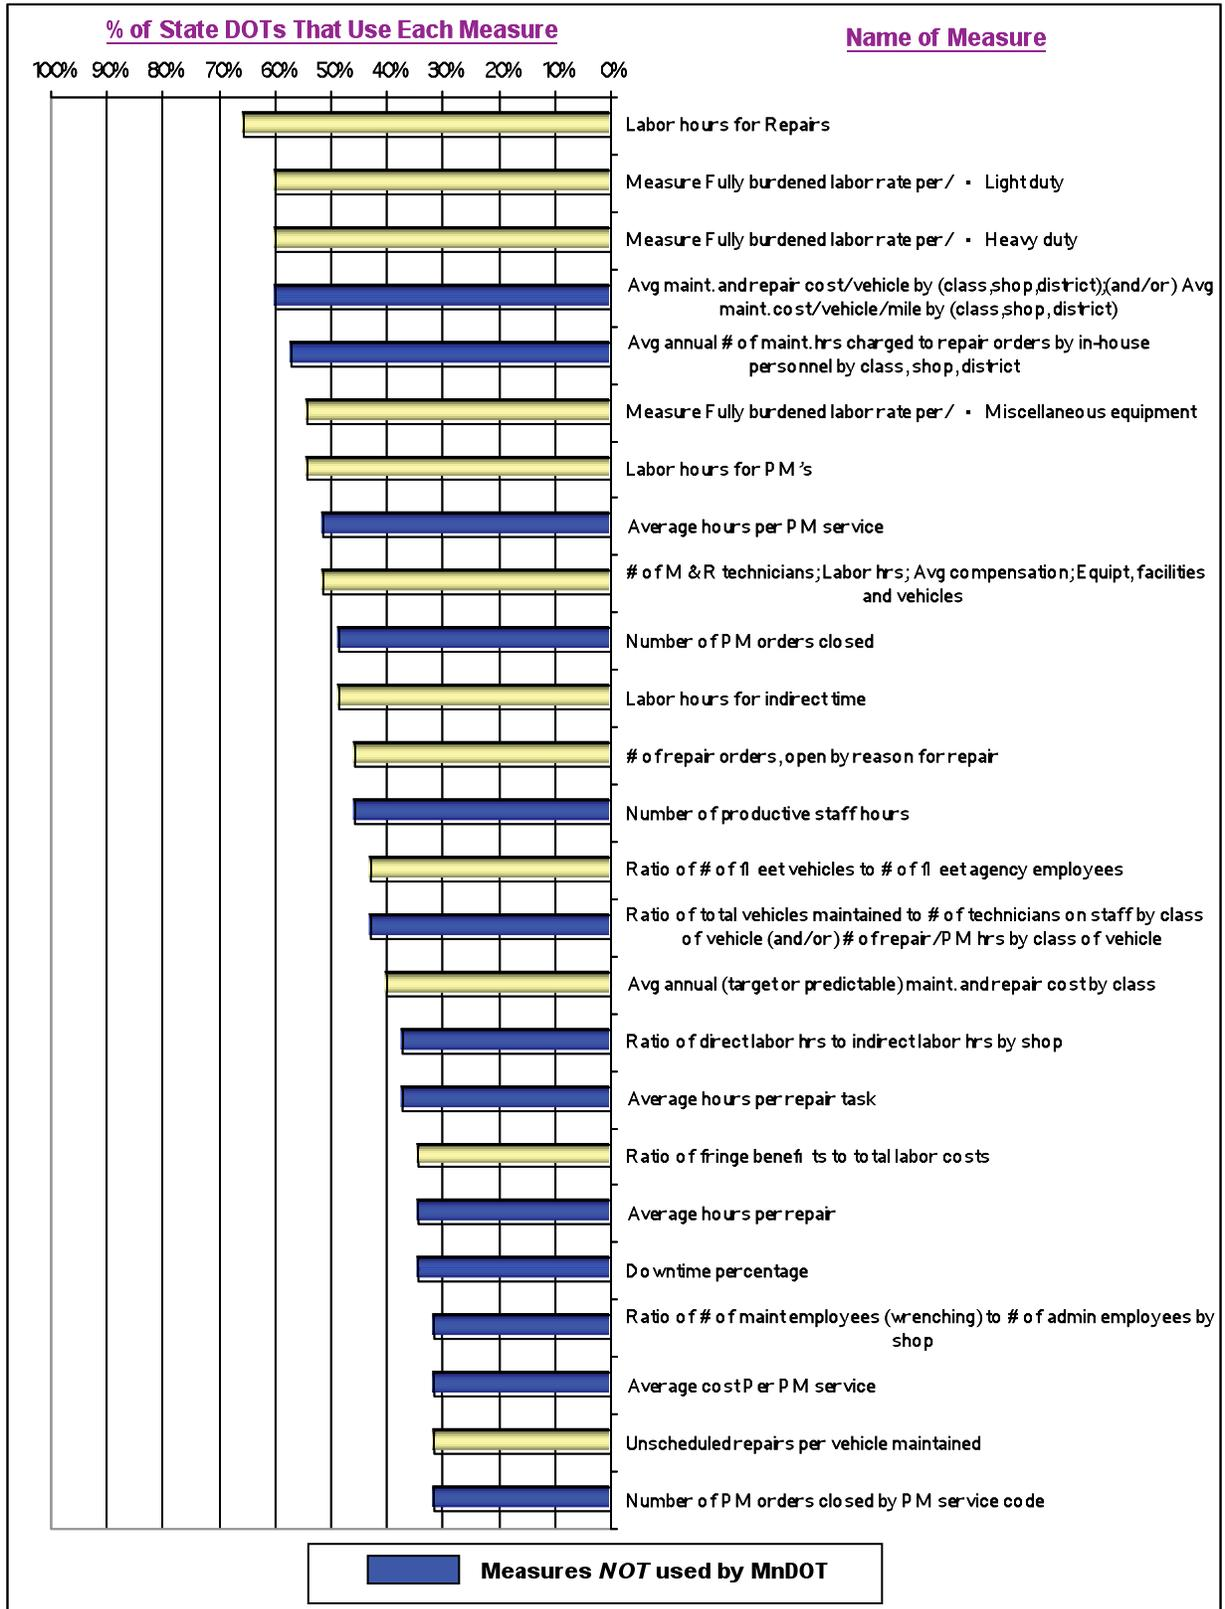 % of State DOTs That Use Each Measure
Name of Measure
100% 90% 80% 70% 60% 50% 40% 30% 20% 10% 0%
Labor hours for Repairs
Measure Fully burdened labor rate per/ • Light duty
Measure Fully burdened labor rate per/ • Heavy duty
Avg maint. and repair cost/vehicle by (class,shop,district);(and/or) Avg
maint. cost/vehicle/mile by (class,shop,district)
Avg annual # of maint. hrs charged to repair orders by in-house
personnel by class, shop, district
Measure Fully burdened labor rate per/ • Miscellaneous equipment
Labor hours for PM's
Average hours per PM service
# of M & R technicians; Labor hrs; Avg compensation; Equipt, facilities
and vehicles
Number of PM orders closed
Labor hours for indirect time
# of repair orders, open by reason for repair
Number of productive staff hours
Ratio of # of fl eet vehicles to # of fl eet agency employees
Ratio of total vehicles maintained to # of technicians on staff by class
of vehicle (and/or) # of repair/PM hrs by class of vehicle
Avg annual (target or predictable) maint. and repair cost by class
Ratio of direct labor hrs to indirect labor hrs by shop
Average hours per repair task
Ratio of fringe benefi ts to total labor costs
Average hours per repair
Downtime percentage
Ratio of # of maint employees (wrenching) to # of admin employees by
shop
Average cost Per PM service
Unscheduled repairs per vehicle maintained
Number of PM orders closed by PM service code
Measures NOT used by MnDOT